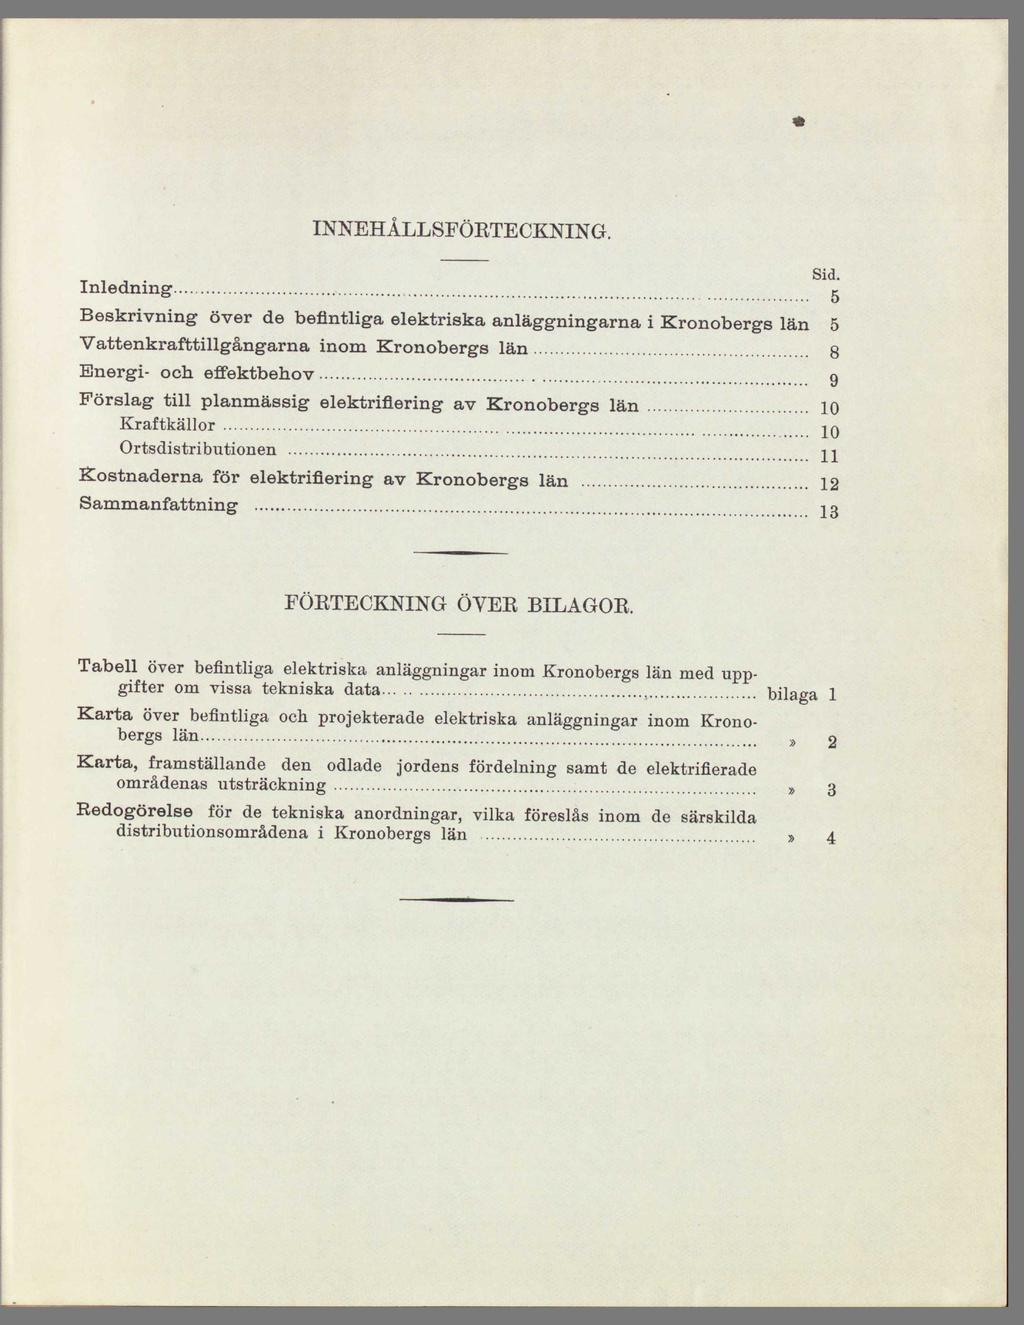 INNEHÅLLSFÖRTECKNING.
Sid.
Inledning 5
Beskrivning över de befintliga elektriska anläggningarna i Kronobergs län 5
Vattenkrafttillgångarna inom Kronobergs län 8
Energi- och effektbehov 9
Förslag till planmässig elektrifiering av Kronobergs län 10
Kraftkällor 10
Ortsdistributionen 11
Kostnaderna för elektrifiering av Kronobergs län 12
Sammanfattning 13
FÖRTECKNING ÖVER BILAGOR.
Tabell över befintliga elektriska anläggningar inom Kronobergs län med upp-
gifter om vissa tekniska data bilaga 1
Karta över befintliga och projekterade elektriska anläggningar inom Krono-
bergs län » 2
Karta, framställande den odlade jordens fördelning samt de elektrifierade
områdenas utsträckning » 3
Redogörelse för de tekniska anordningar, vilka föreslås inom de särskilda
distributionsområdena i Kronobergs län » 4